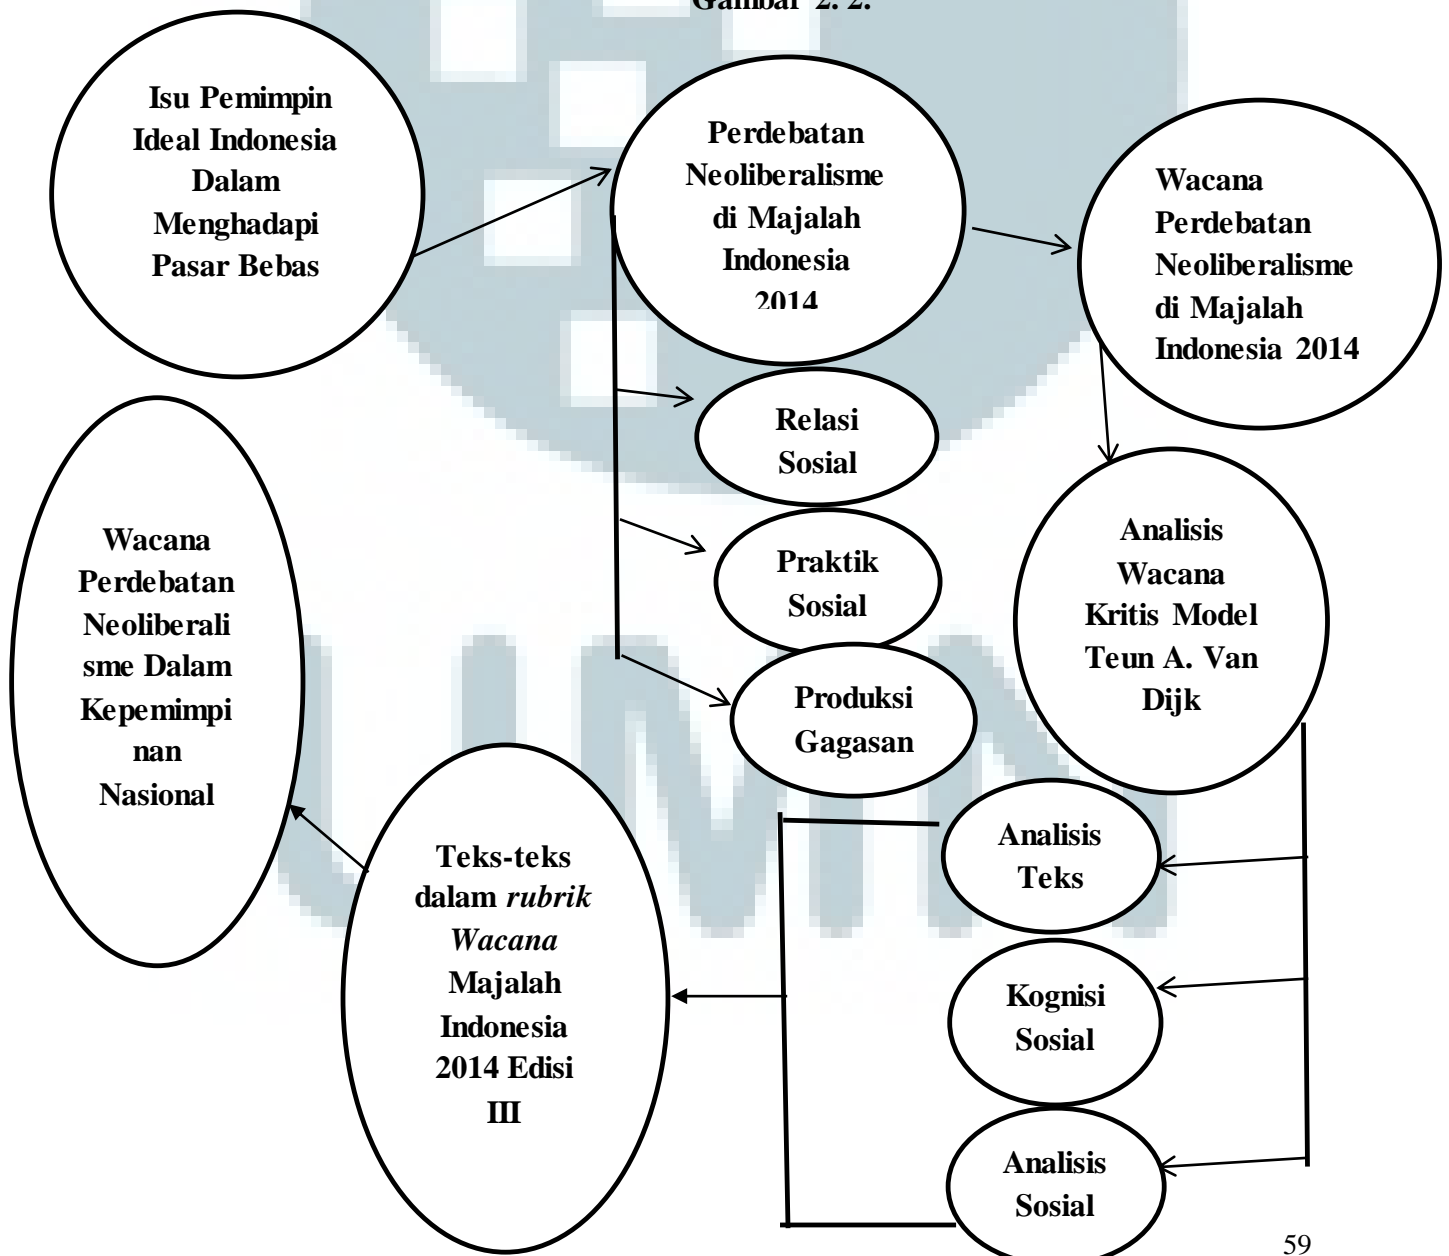 Gambar 2. 2.
Isu Pemimpin
Ideal Indonesia
Dalam
Menghadapi
Pasar Bebas
Perdebatan
Neoliberalisme
di Majalah
Indonesia
2014
Wacana
Perdebatan
Neoliberalisme
di Majalah
Indonesia 2014
Relasi
Sosial
Praktik
Sosial
Produksi
Gagasan
Analisis
Wacana
Kritis Model
Teun A. Van
Dijk
Analisis
Teks
Kognisi
Sosial
Analisis
Sosial
Teks-teks
dalam rubrik
Wacana
Majalah
Indonesia
2014 Edisi
III
Wacana
Perdebatan
Neoliberali
sme Dalam
Kepemimpi
nan
Nasional
UMN
59